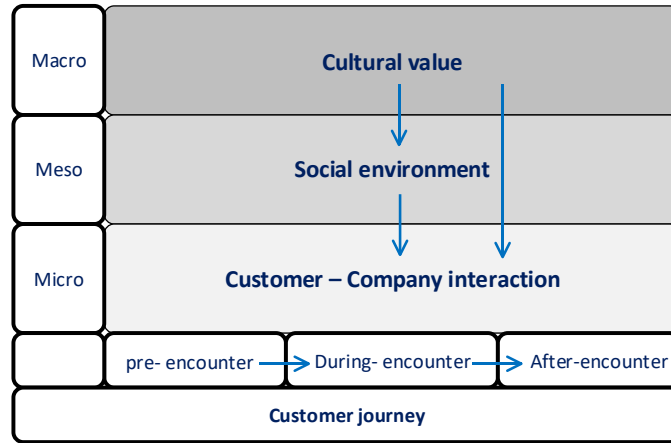 Macro
Cultural value
Meso
Social environment
Micro
Customer – Company interaction
pre- encounter
During- encounter
After-encounter
Customer journey